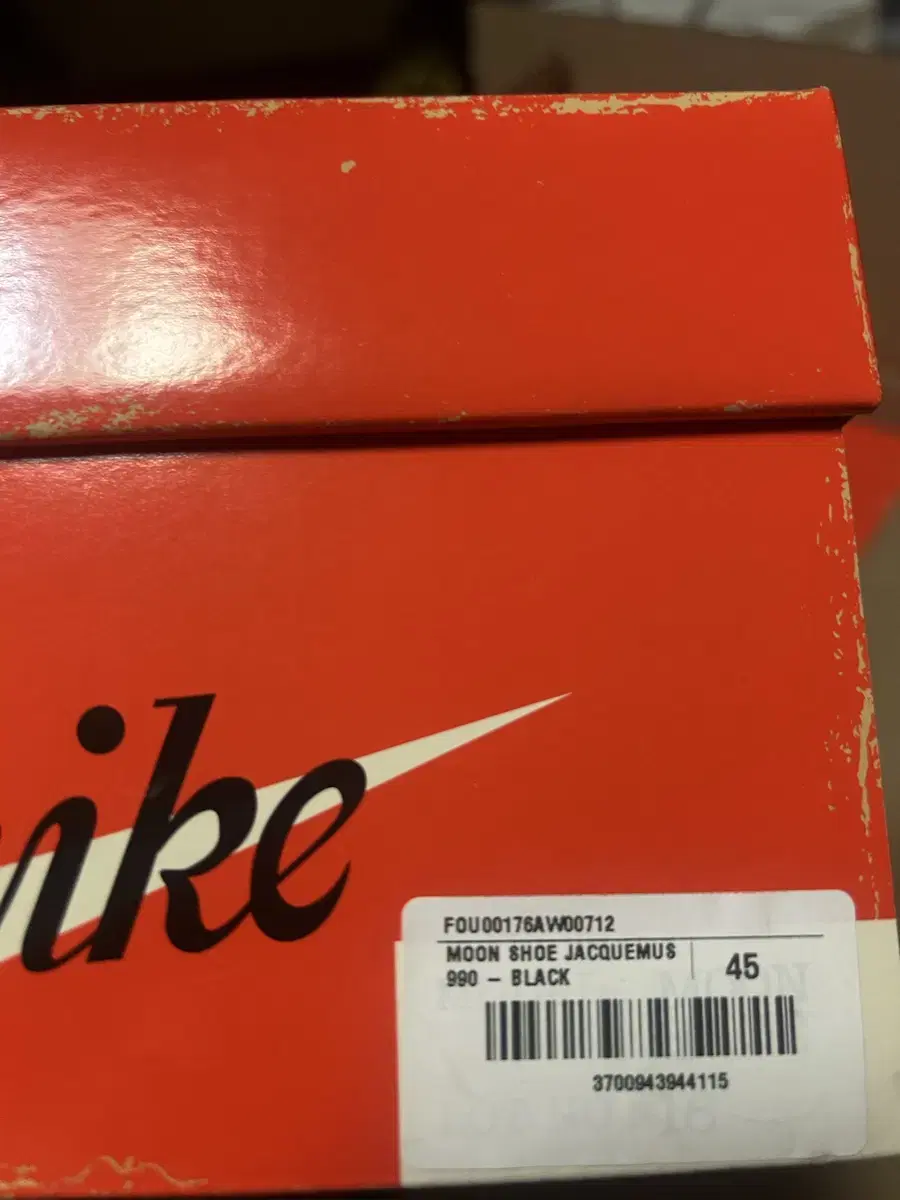 nike
FOU00176AW00712
MOON SHOE JACQUEMUS
990 – BLACK
45
3700943944115